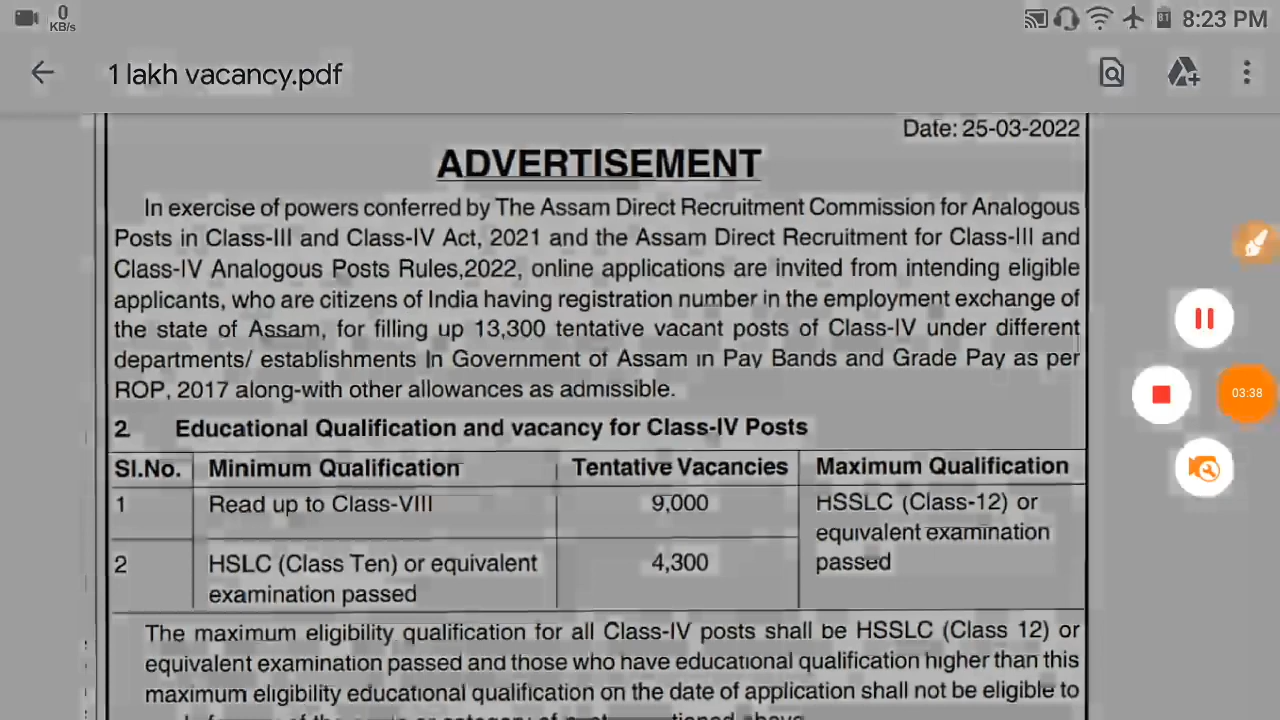 0
KB/s
81
8:23 PM
1 lakh vacancy.pdf
Date: 25-03-2022
ADVERTISEMENT
In exercise of powers conferred by The Assam Direct Recruitment Commission for Analogous
Posts in Class-III and Class-IV Act, 2021 and the Assam Direct Recruitment for Class-III and
Class-IV Analogous Posts Rules,2022, online applications are invited from intending eligible
applicants, who are citizens of India having registration number in the employment exchange of
the state of Assam, for filling up 13,300 tentative vacant posts of Class-IV under different
departments/ establishments In Government of Assam in Pay Bands and Grade Pay as per
ROP, 2017 along-with other allowances as admissible.
2 Educational Qualification and vacancy for Class-IV Posts
Sl.No. Minimum Qualification Tentative Vacancies Maximum Qualification
1 Read up to Class-VIII 9,000 HSSLC (Class-12) or
equivalent examination
passed
2 HSLC (Class Ten) or equivalent 4,300
examination passed
The maximum eligibility qualification for all Class-IV posts shall be HSSLC (Class 12) or
equivalent examination passed and those who have educational qualification higher than this
maximum eligibility educational qualification on the date of application shall not be eligible to
03:38